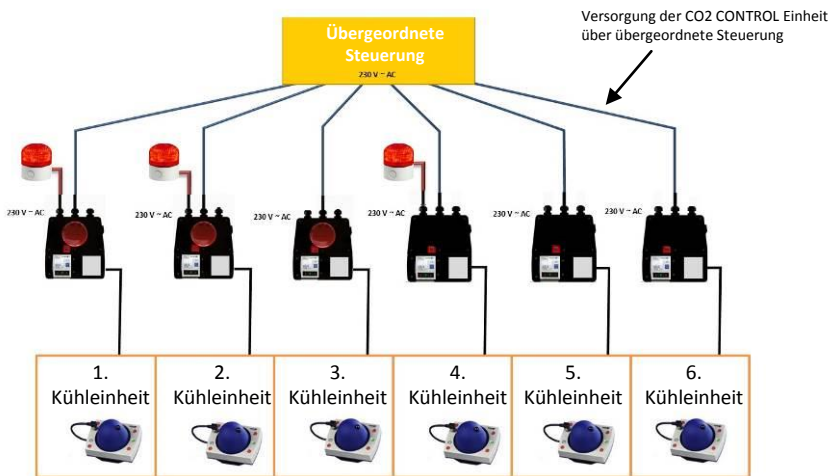 Versorgung der CO2 CONTROL Einheit
über übergeordnete Steuerung
Übergeordnete
Steuerung
230 V ~ AC
230 V ~ AC
230 V ~ AC
230 V ~ AC
230 V ~ AC
230 V ~ AC
230 V ~ AC
1.
Kühleinheit
2.
Kühleinheit
3.
Kühleinheit
4.
Kühleinheit
5.
Kühleinheit
6.
Kühleinheit